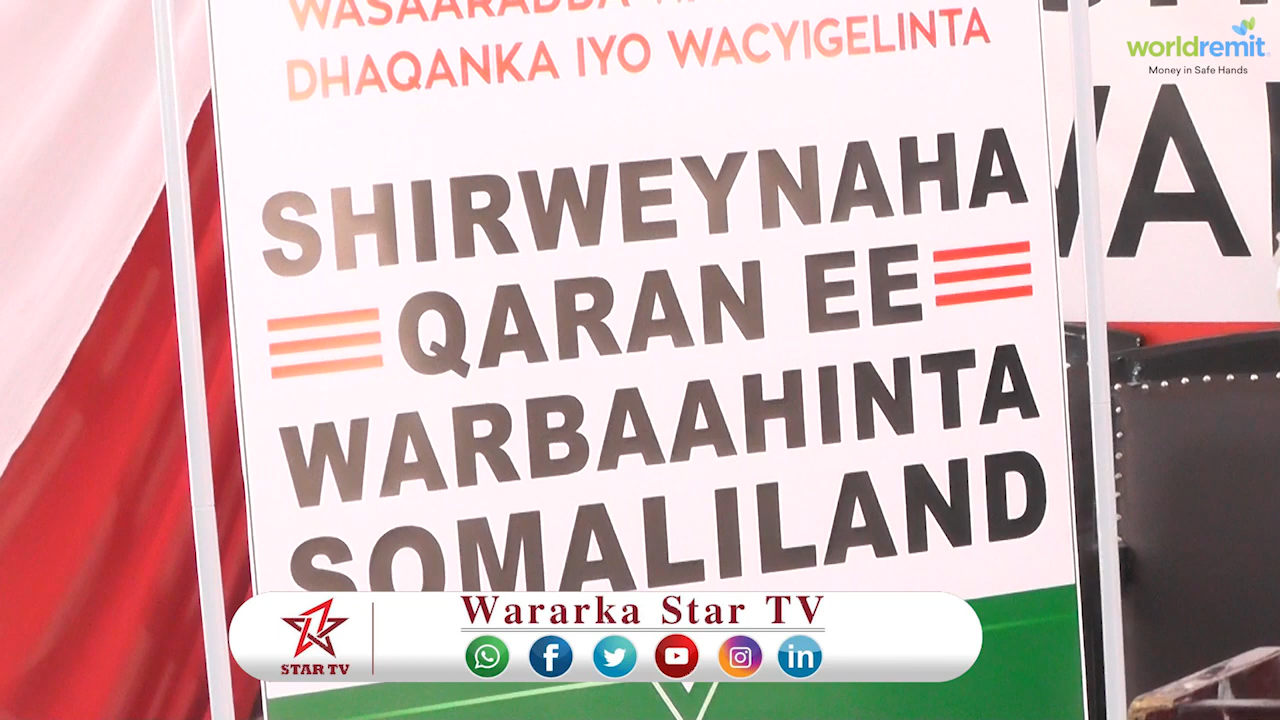 DHAQANKA IYO WACYIGELINTA
SHIRWEYNAHA
QARAN EE
WARBAAHINTA
SOMALILAND
worldremit
Money in Safe Hands
Wararka Star TV
STAR TV